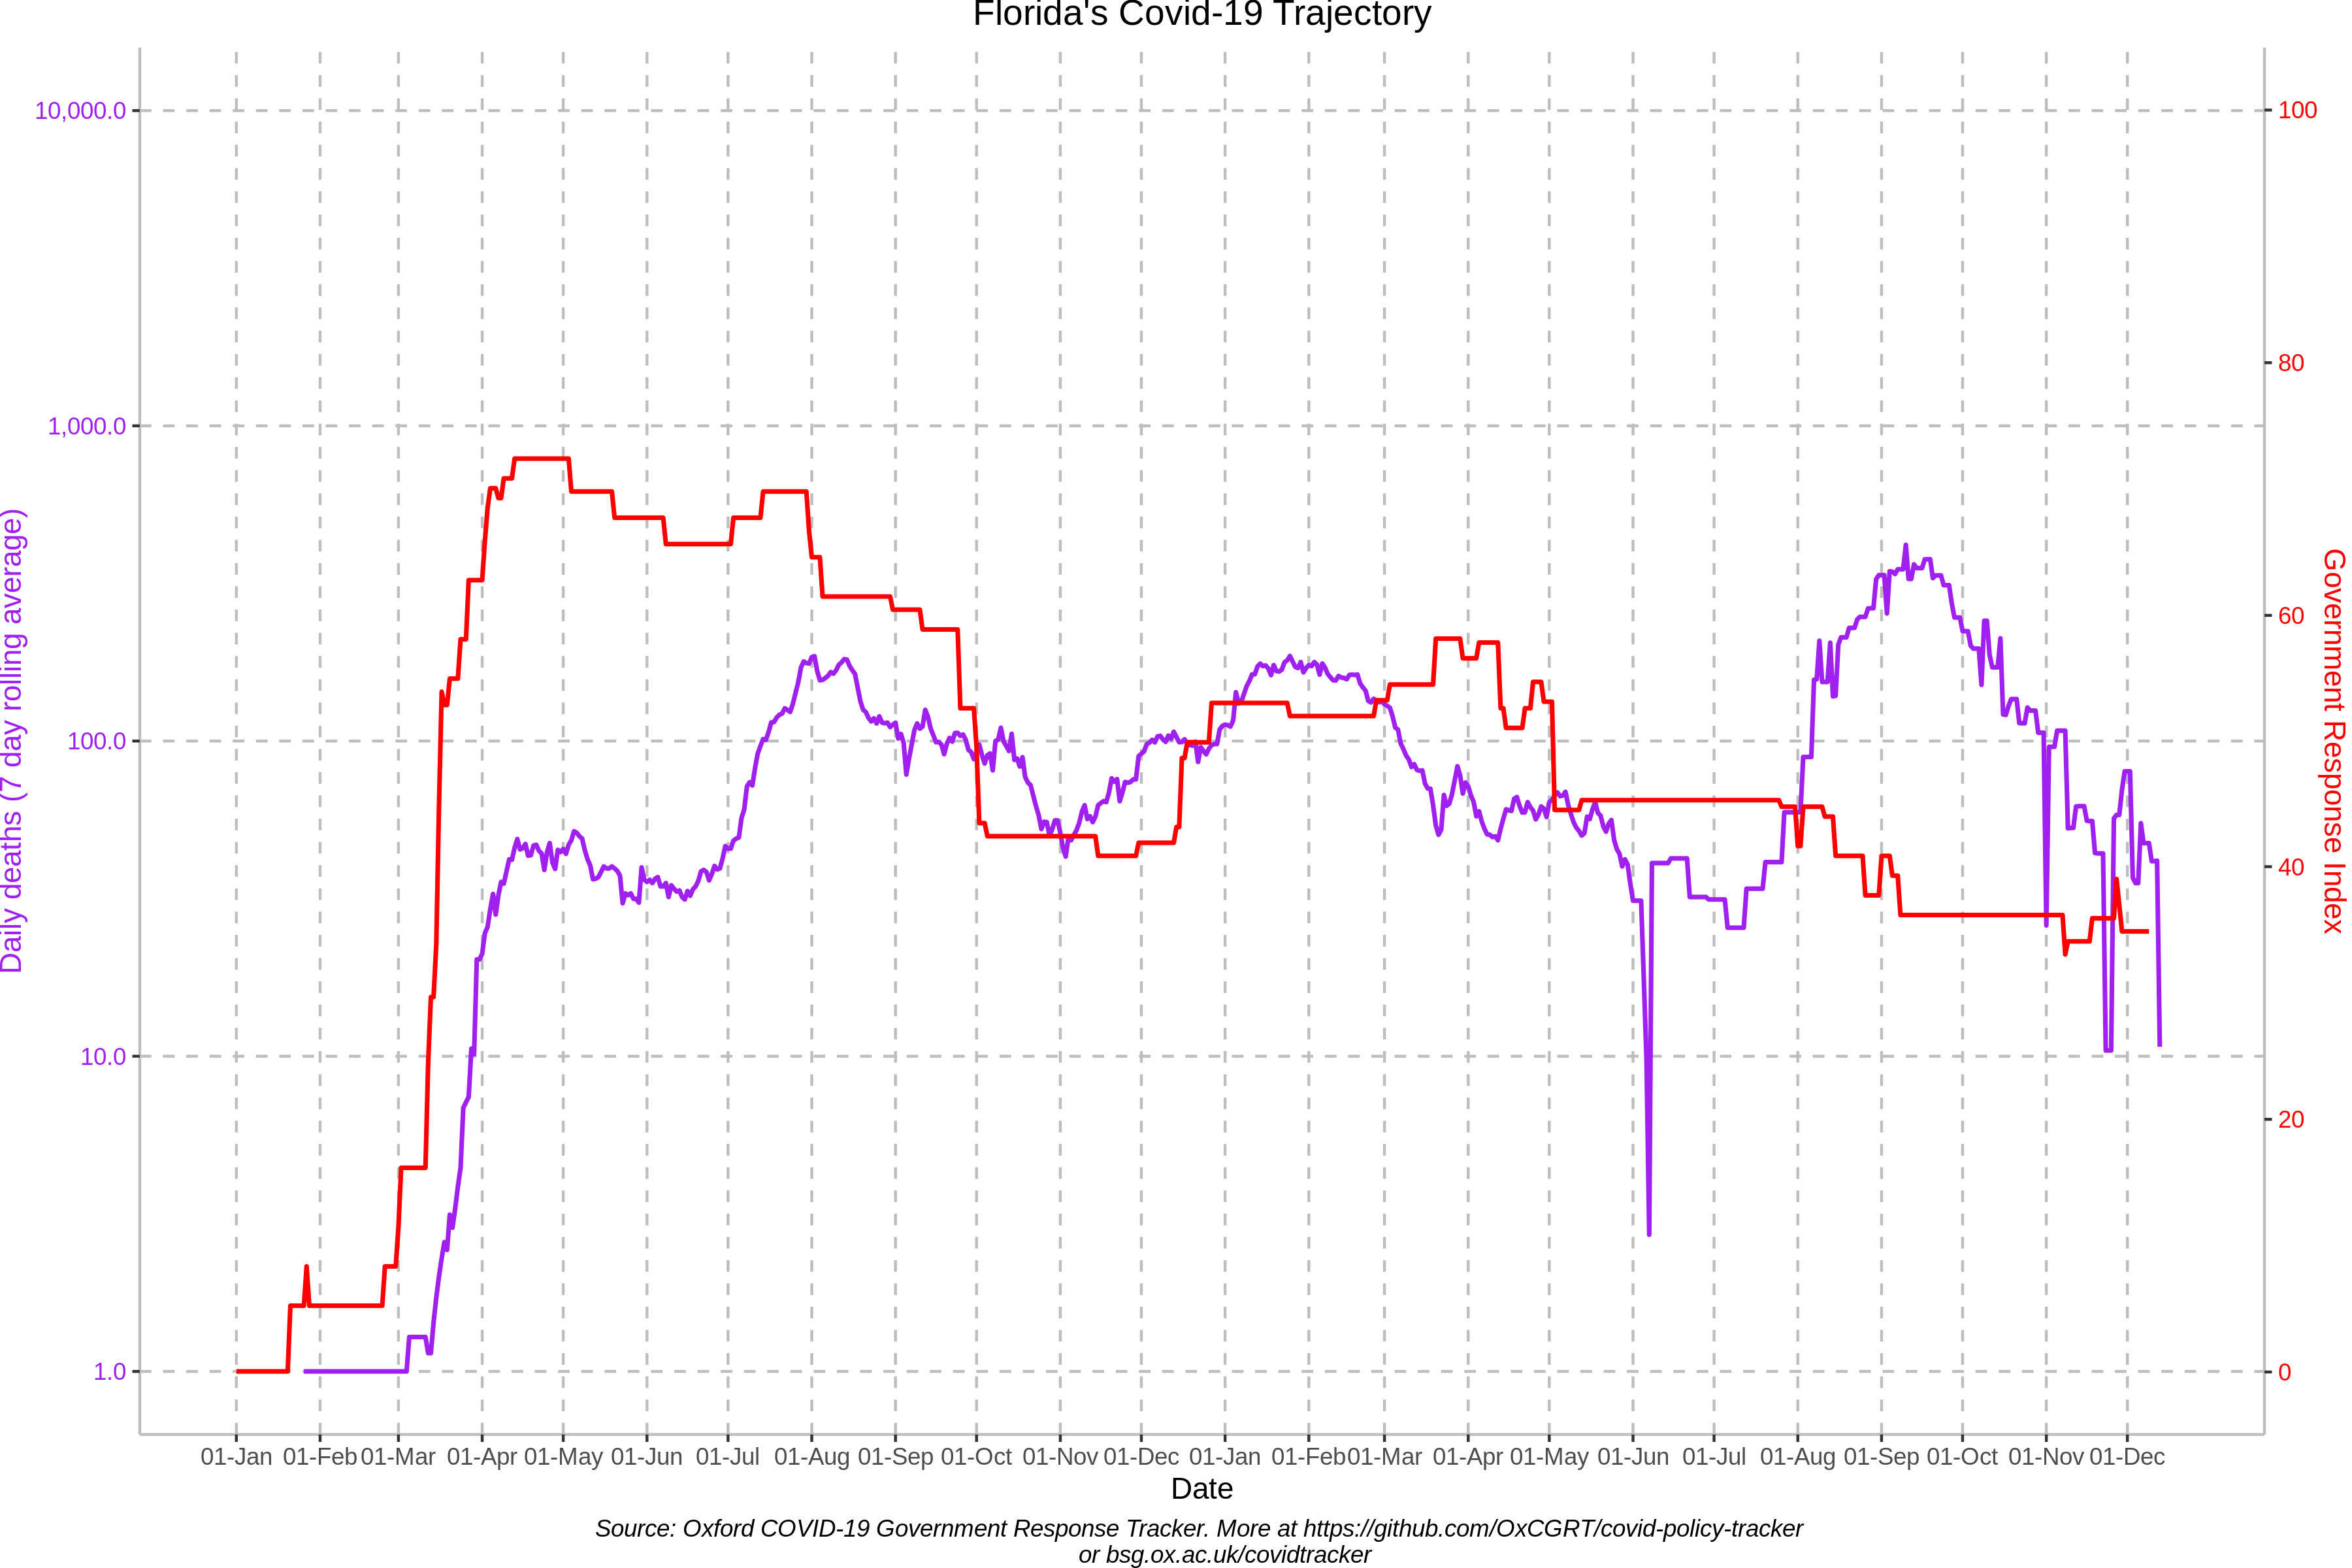 Florida's Covid-19 Trajectory
10,000.0
1,000.0
100.0
10.0
1.0
Daily deaths (7 day rolling average)
100
80
60
40
20
0
Government Response Index
01-Jan 01-Feb 01-Mar 01-Apr 01-May 01-Jun 01-Jul 01-Aug 01-Sep 01-Oct 01-Nov 01-Dec 01-Jan 01-Feb 01-Mar 01-Apr 01-May 01-Jun 01-Jul 01-Aug 01-Sep 01-Oct 01-Nov 01-Dec
Date
Source: Oxford COVID-19 Government Response Tracker. More at https://github.com/OxCGRT/covid-policy-tracker
or bsg.ox.ac.uk/covidtracker